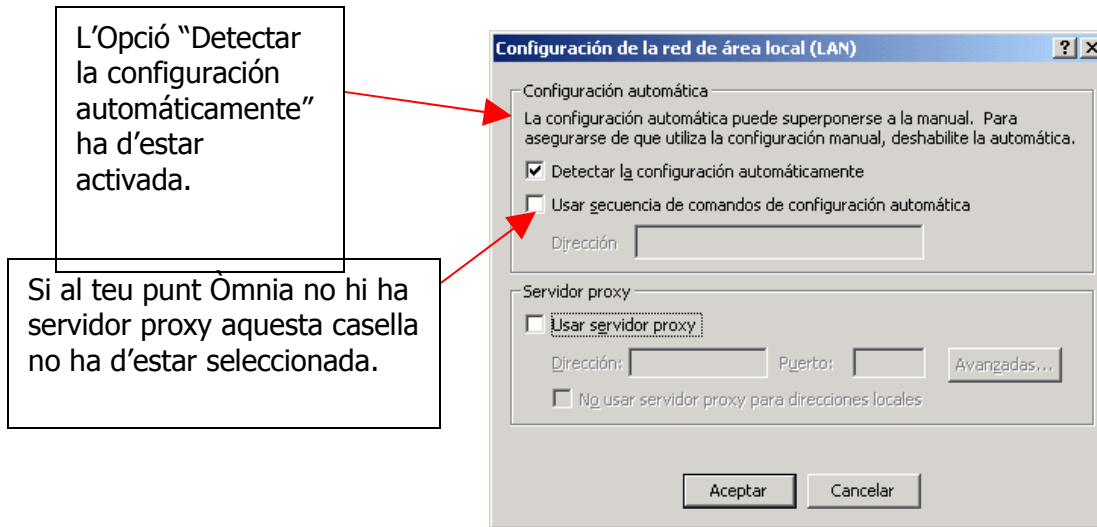 L’Opció “Detectar
la configuración
automáticamente”
ha d’estar
activada.
Si al teu punt Òmnia no hi ha
servidor proxy aquesta casella
no ha d’estar seleccionada.
Configuración de la red de área local (LAN)
Configuración automática
La configuración automática puede superponerse a la manual. Para
asegurarse de que utiliza la configuración manual, deshabilite la automática.
Detectar la configuración automáticamente
Usar secuencia de comandos de configuración automática
Dirección
Servidor proxy
Usar servidor proxy
Dirección: Puerto: Avanzadas...
No usar servidor proxy para direcciones locales
Aceptar Cancelar